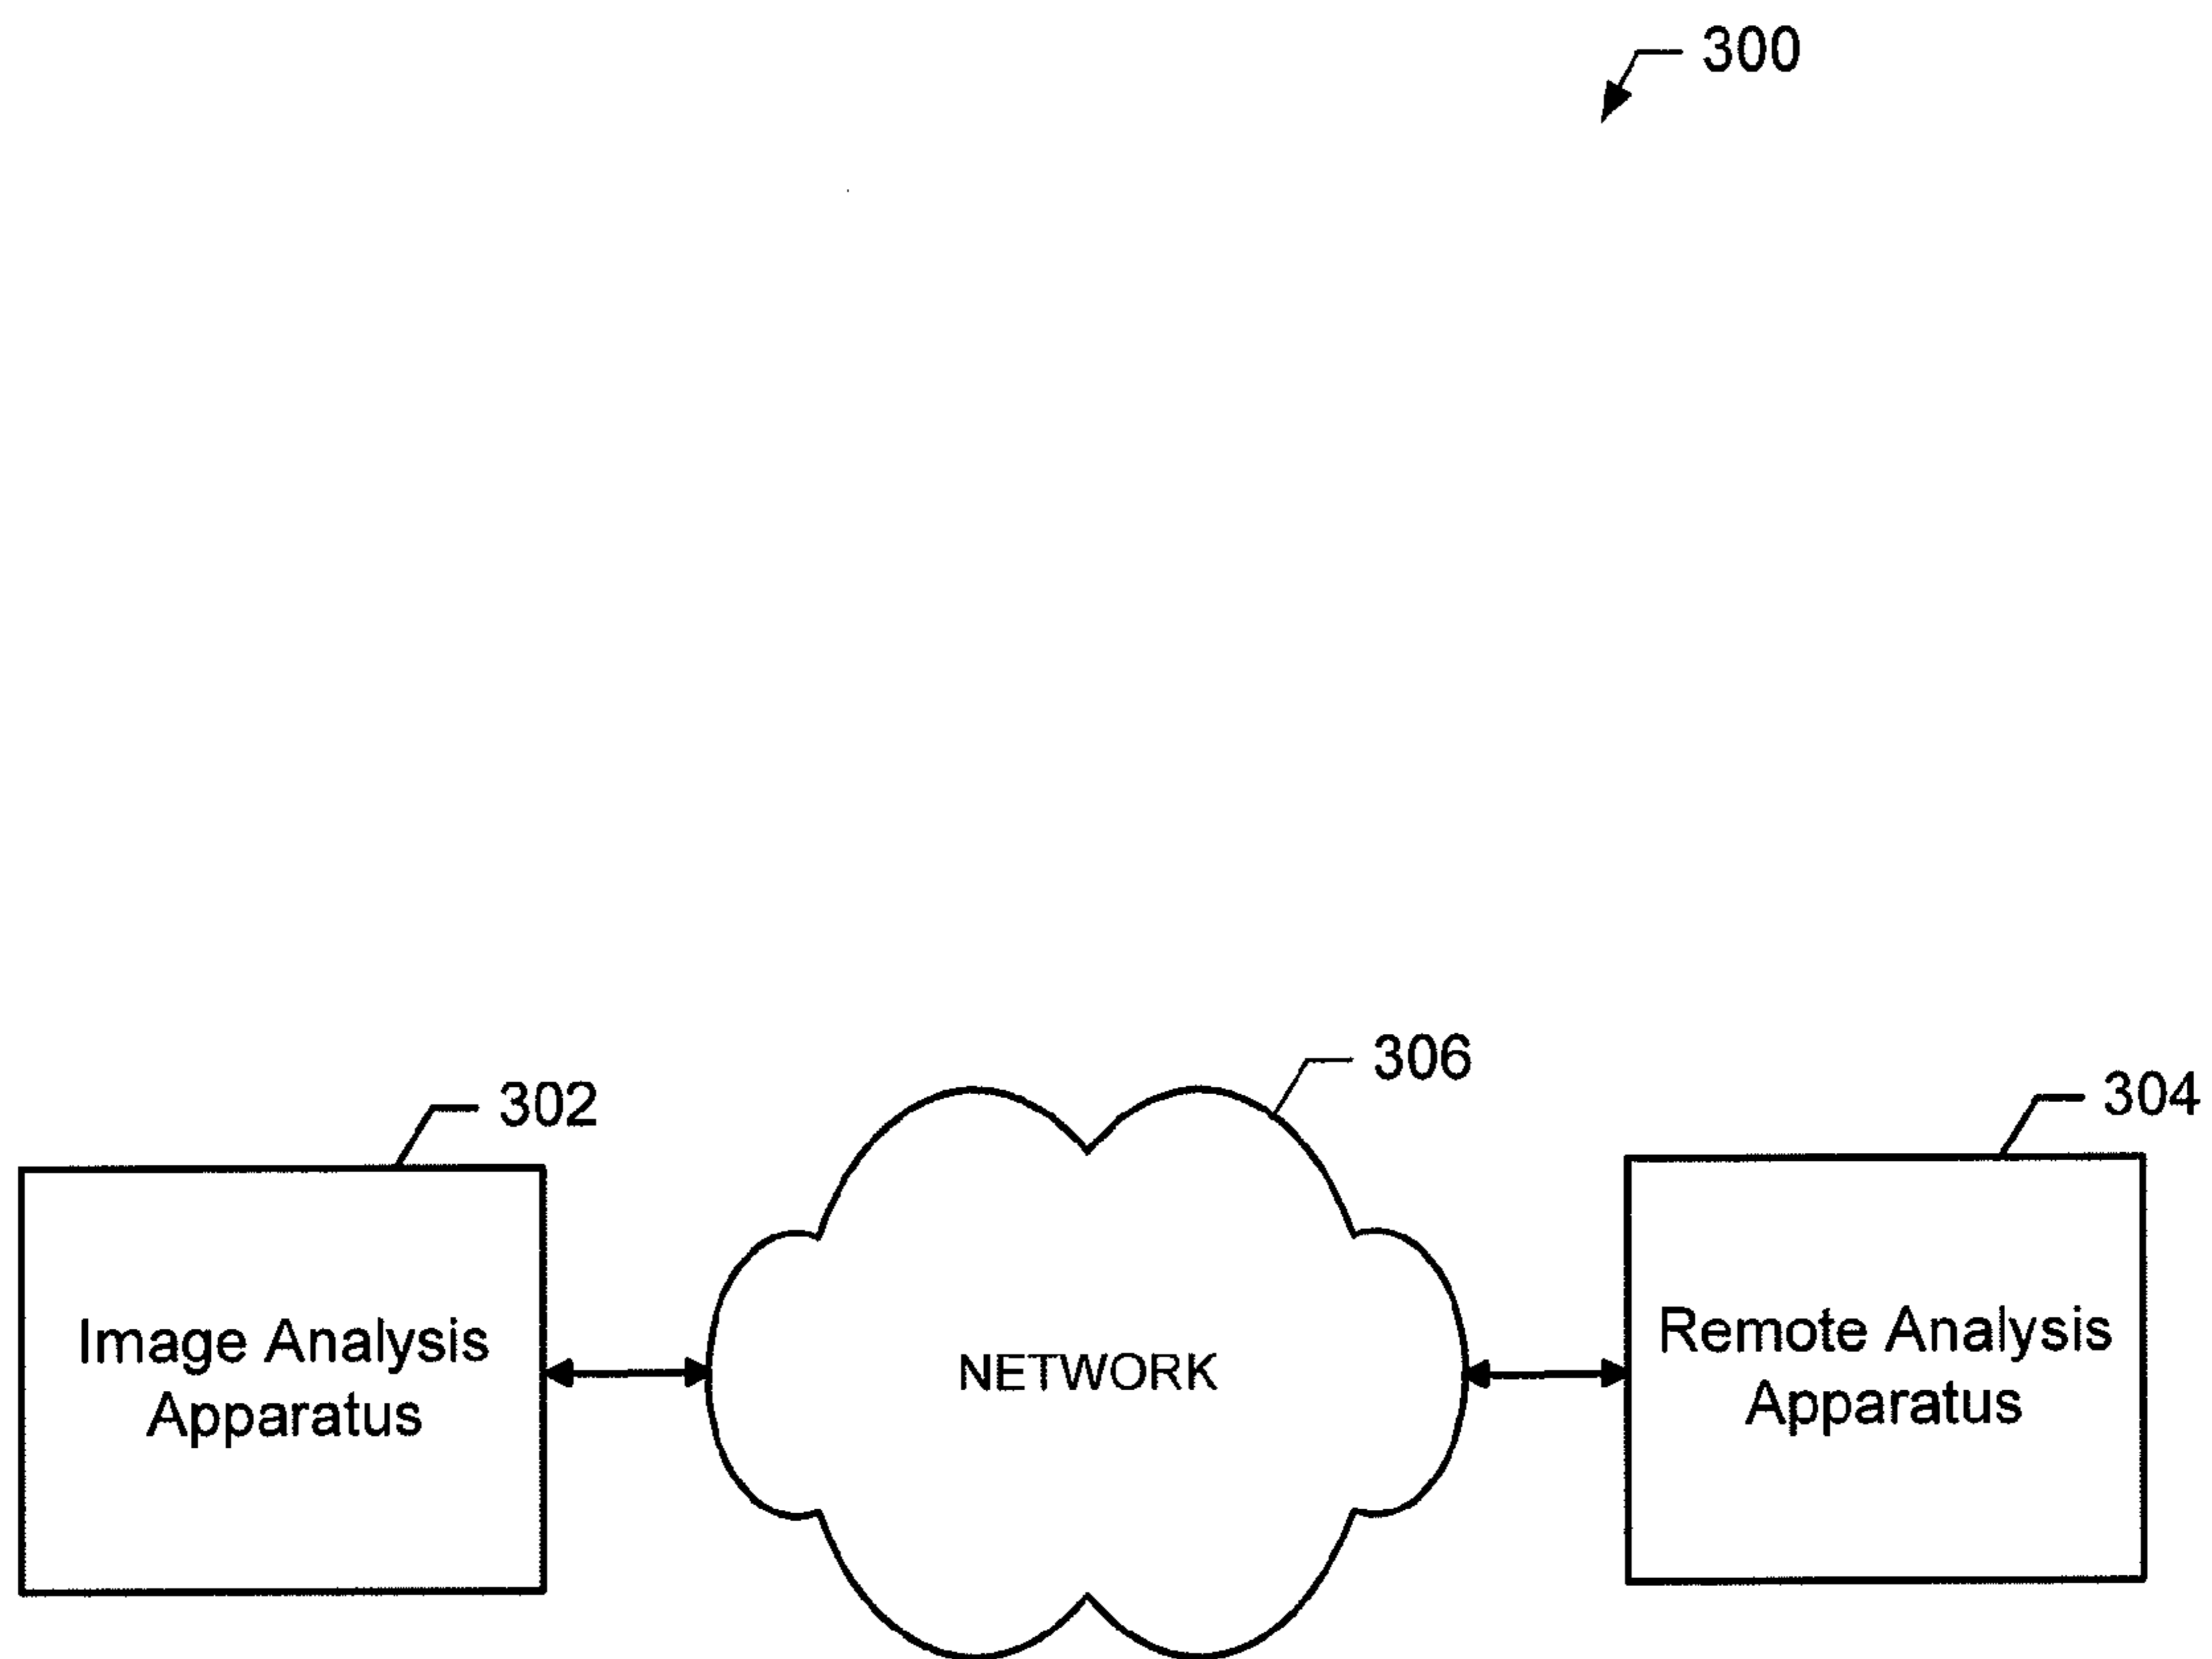 300
306
302
304
Image Analysis
Apparatus
NETWORK
Remote Analysis
Apparatus